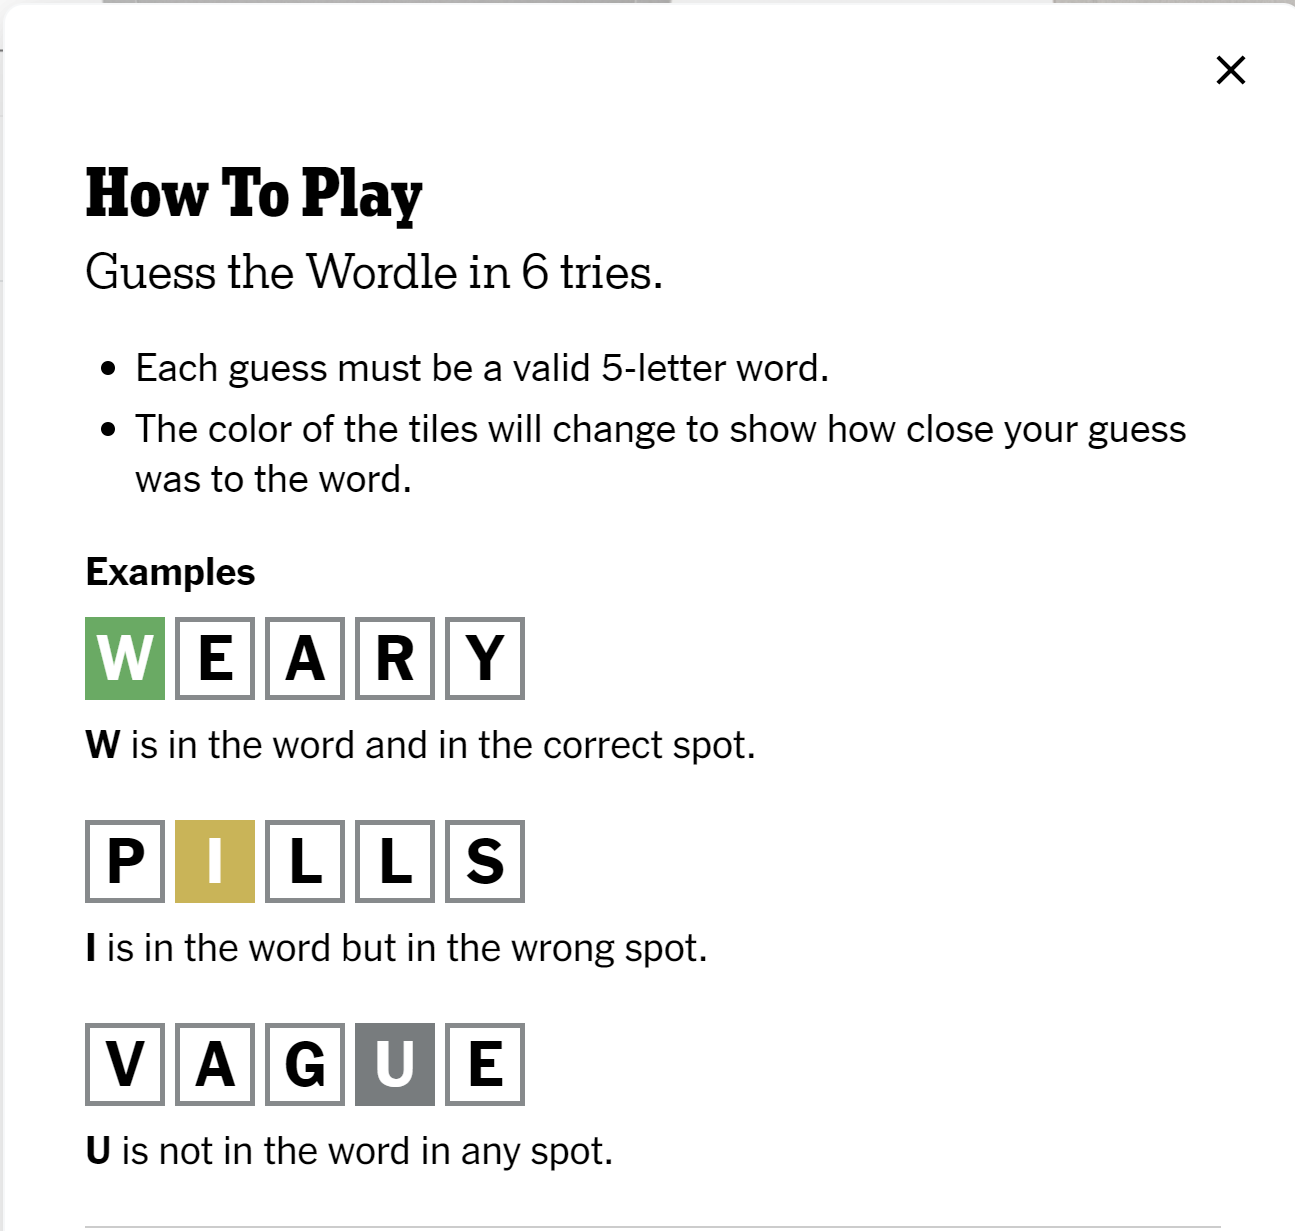 How To Play
Guess the Wordle in 6 tries.
• Each guess must be a valid 5-letter word.
• The color of the tiles will change to show how close your guess
was to the word.
Examples
W E A R Y
W is in the word and in the correct spot.
P I L L S
I is in the word but in the wrong spot.
V A G U E
U is not in the word in any spot.